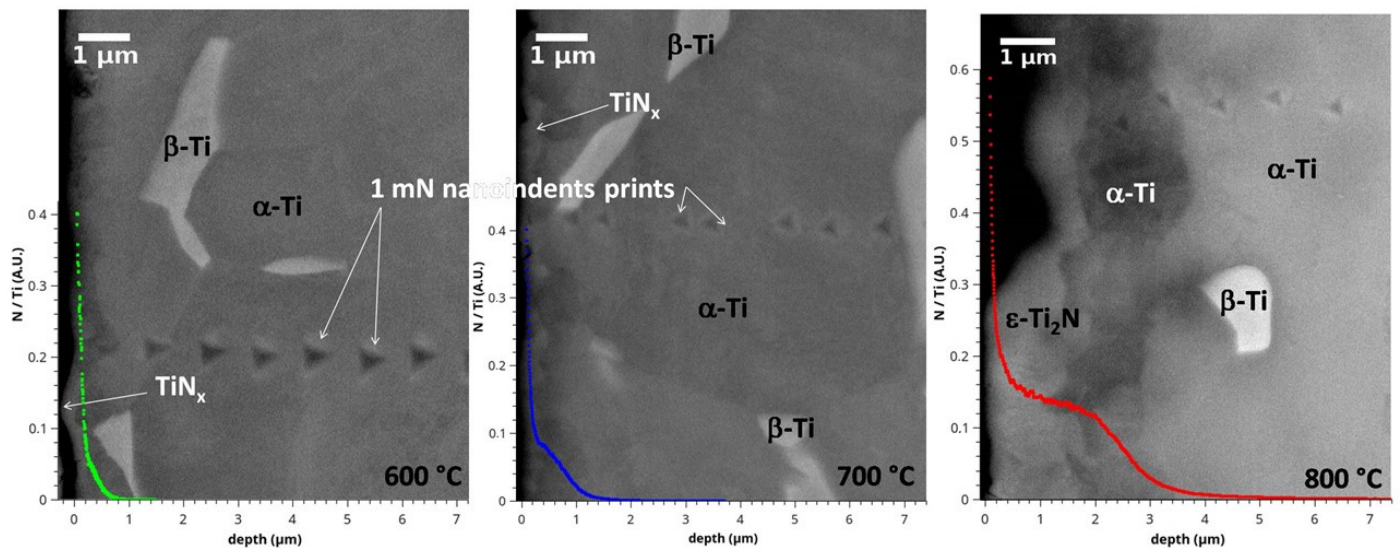 1 µm
β-Ti
α-Ti
TiNₓ
600 °C
N / Ti (A.U.)
0.4
0.3
0.2
0.1
0
0 1 2 3 4 5 6 7
depth (µm)
1 mN nanoindents prints
1 µm
β-Ti
TiNₓ
α-Ti
β-Ti
700 °C
N / Ti (A.U.)
0.4
0.3
0.2
0.1
0
0 1 2 3 4 5 6 7
depth (µm)
1 µm
α-Ti
α-Ti
β-Ti
ε-Ti₂N
800 °C
N / Ti (A.U.)
0.6
0.5
0.4
0.3
0.2
0.1
0
0 1 2 3 4 5 6 7
depth (µm)